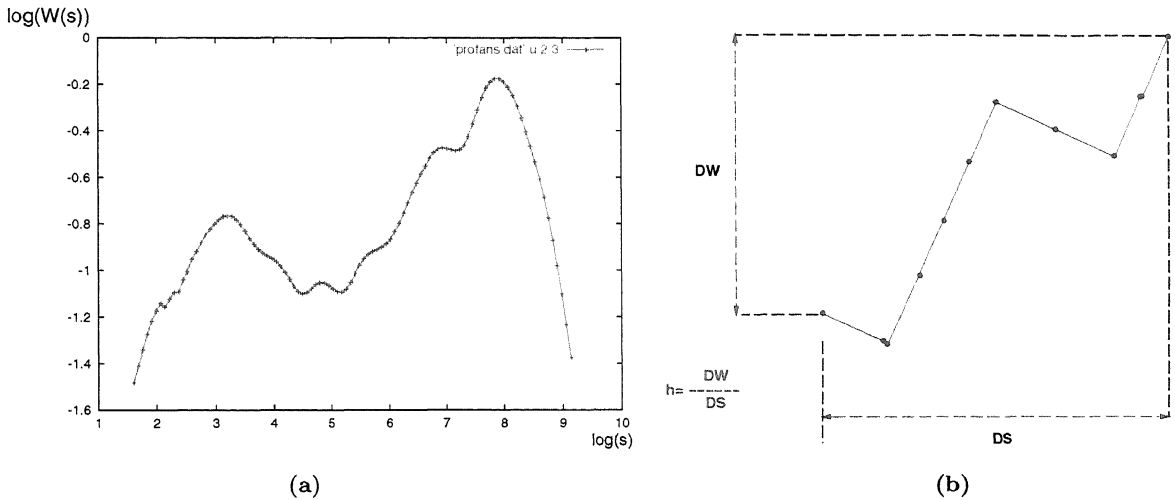 log(W(s))
'profans dat' u 2 3
0
-0.2
-0.4
-0.6
-0.8
-1
-1.2
-1.4
-1.6
1 2 3 4 5 6 7 8 9 10
log(s)
(a)
DW
h= DW
DS
DS
(b)